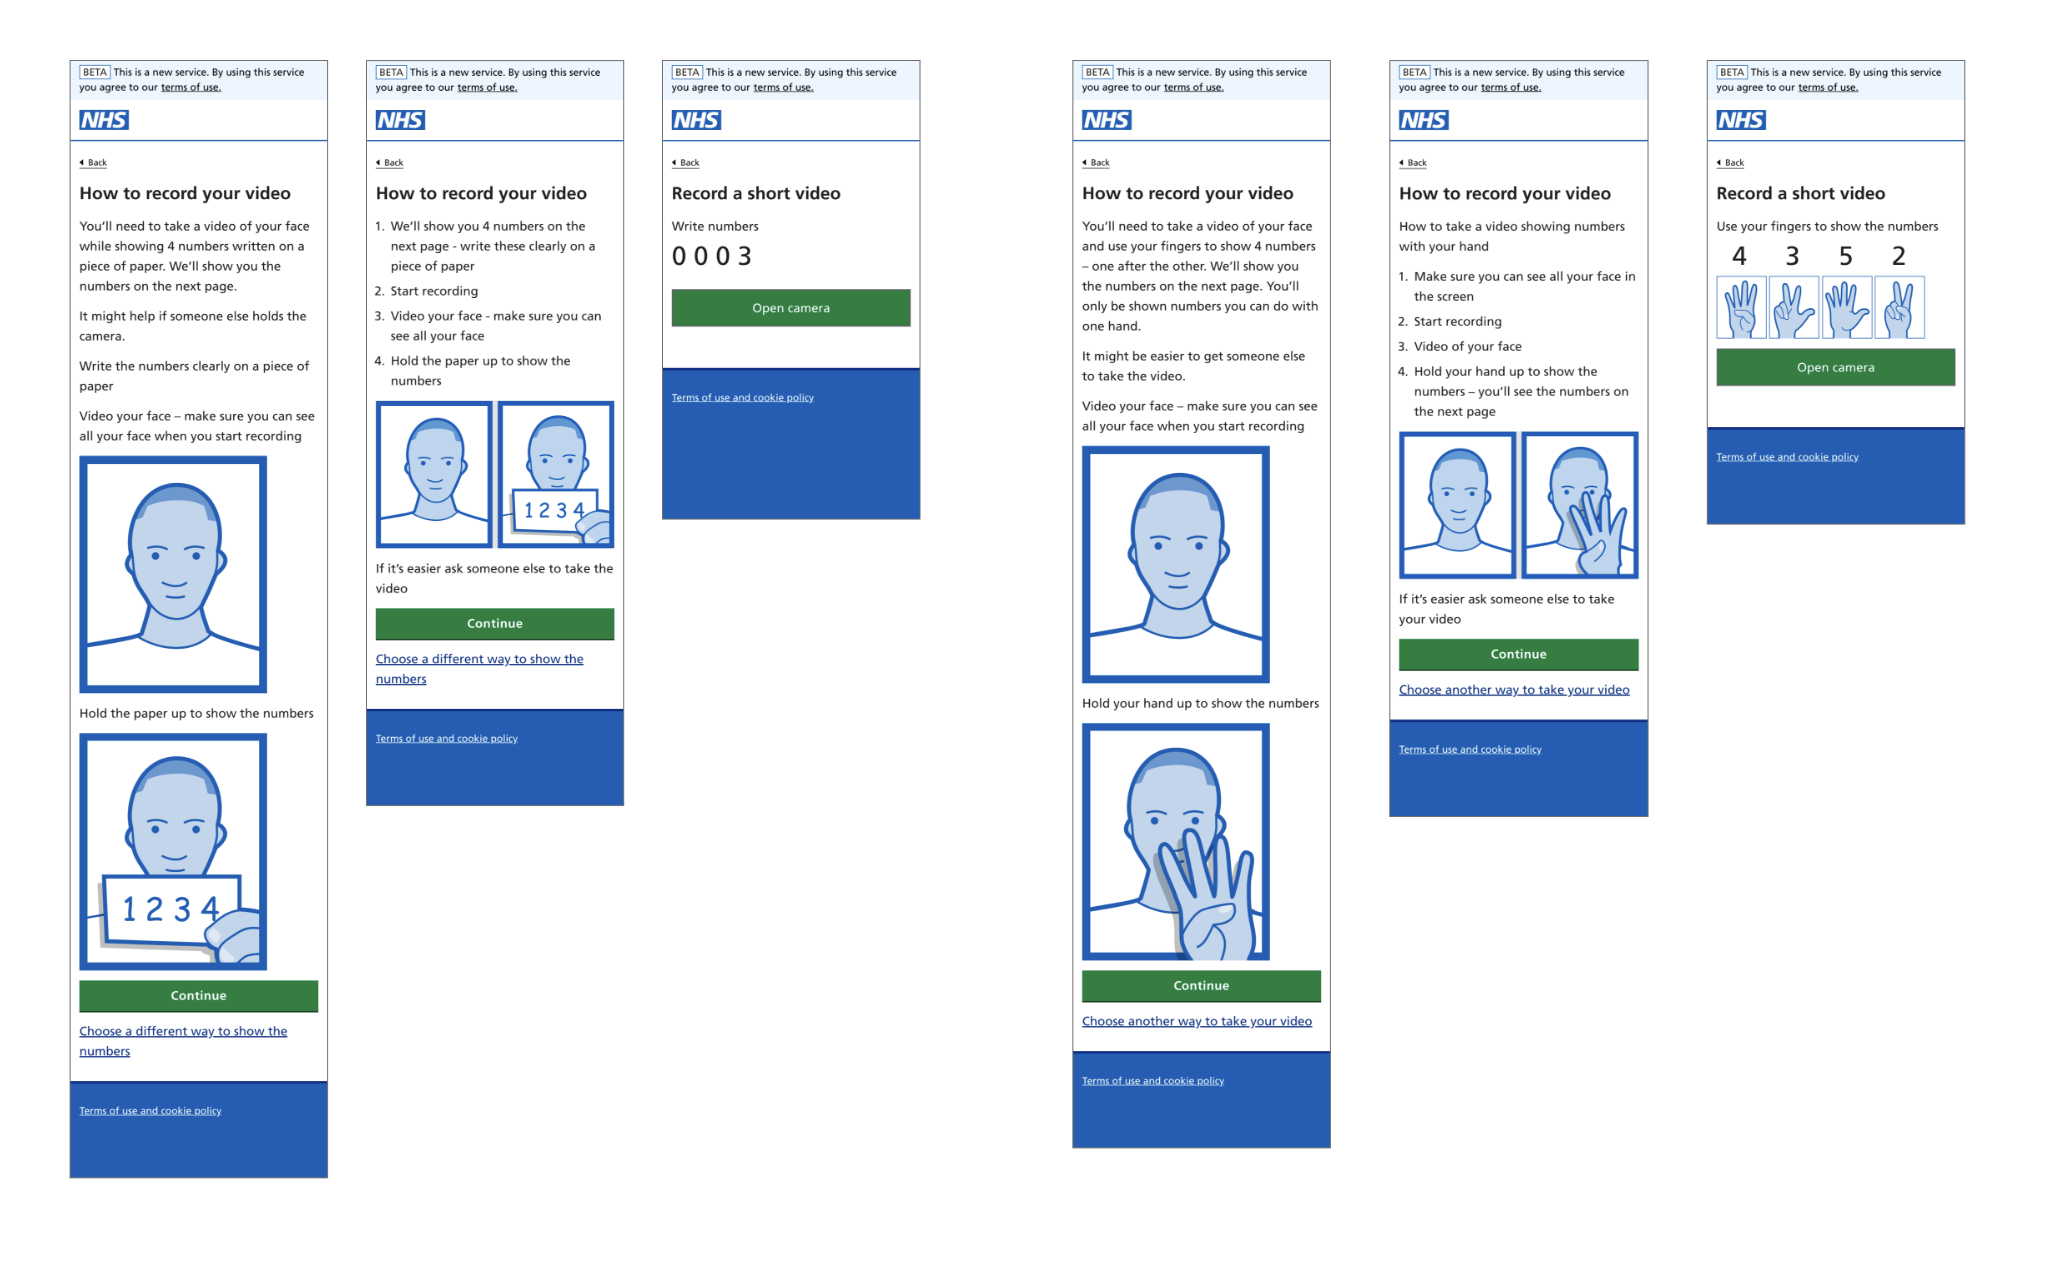 BETA This is a new service. By using this service
you agree to our terms of use.
NHS
Back
How to record your video
You'll need to take a video of your face
while showing 4 numbers written on a
piece of paper. We'll show you the
numbers on the next page.
It might help if someone else holds the
camera.
Write the numbers clearly on a piece of
paper
Video your face – make sure you can see
all your face when you start recording
Hold the paper up to show the numbers
1 2 3 4
Continue
Choose a different way to show the
numbers
Terms of use and cookie policy
BETA This is a new service. By using this service
you agree to our terms of use.
NHS
Back
How to record your video
1. We'll show you 4 numbers on the
next page - write these clearly on a
piece of paper
2. Start recording
3. Video your face - make sure you can
see all your face
4. Hold the paper up to show the
numbers
1 2 3 4
If it's easier ask someone else to take the
video
Continue
Choose a different way to show the
numbers
Terms of use and cookie policy
BETA This is a new service. By using this service
you agree to our terms of use.
NHS
Back
Record a short video
Write numbers
0 0 0 3
Open camera
Terms of use and cookie policy
BETA This is a new service. By using this service
you agree to our terms of use.
NHS
Back
How to record your video
You'll need to take a video of your face
and use your fingers to show 4 numbers
– one after the other. We'll show you
the numbers on the next page. You'll
only be shown numbers you can do with
one hand.
It might be easier to get someone else
to take the video.
Video your face – make sure you can see
all your face when you start recording
Hold your hand up to show the numbers
Continue
Choose another way to take your video
Terms of use and cookie policy
BETA This is a new service. By using this service
you agree to our terms of use.
NHS
Back
How to record your video
How to take a video showing numbers
with your hand
1. Make sure you can see all your face in
the screen
2. Start recording
3. Video of your face
4. Hold your hand up to show the
numbers – you'll see the numbers on
the next page
If it's easier ask someone else to take
your video
Continue
Choose another way to take your video
Terms of use and cookie policy
BETA This is a new service. By using this service
you agree to our terms of use.
NHS
Back
Record a short video
Use your fingers to show the numbers
4 3 5 2
Open camera
Terms of use and cookie policy